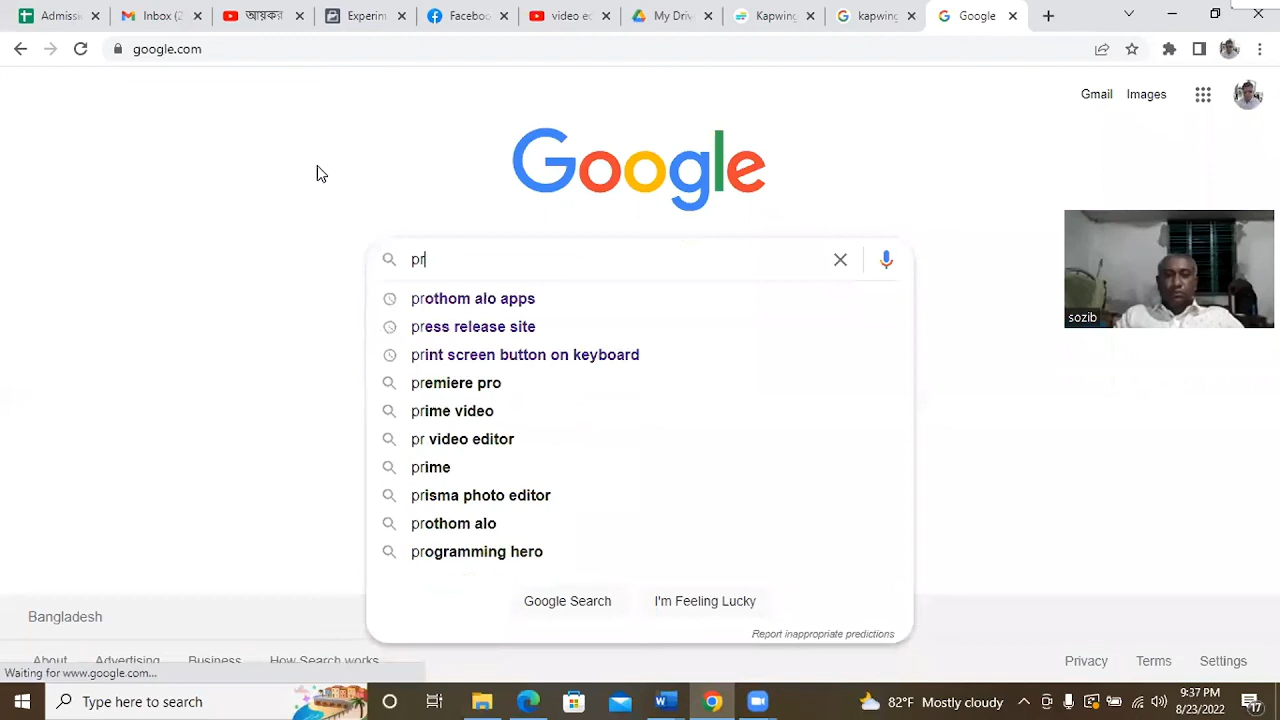 Admissi
Inbox (2
আয়কর
Experim
Faceboo
video ed
My Driv
Kapwing
kapwing
Google
google.com
Gmail
Images
Google
pr
prothom alo apps
press release site
print screen button on keyboard
premiere pro
prime video
pr video editor
prime
prisma photo editor
prothom alo
programming hero
Google Search
I'm Feeling Lucky
Report inappropriate predictions
sozib
Bangladesh
About
Advertising
Business
How Search works
Privacy
Terms
Settings
Waiting for www.google.com...
Type here to search
82°F Mostly cloudy
9:37 PM
8/23/2022
17